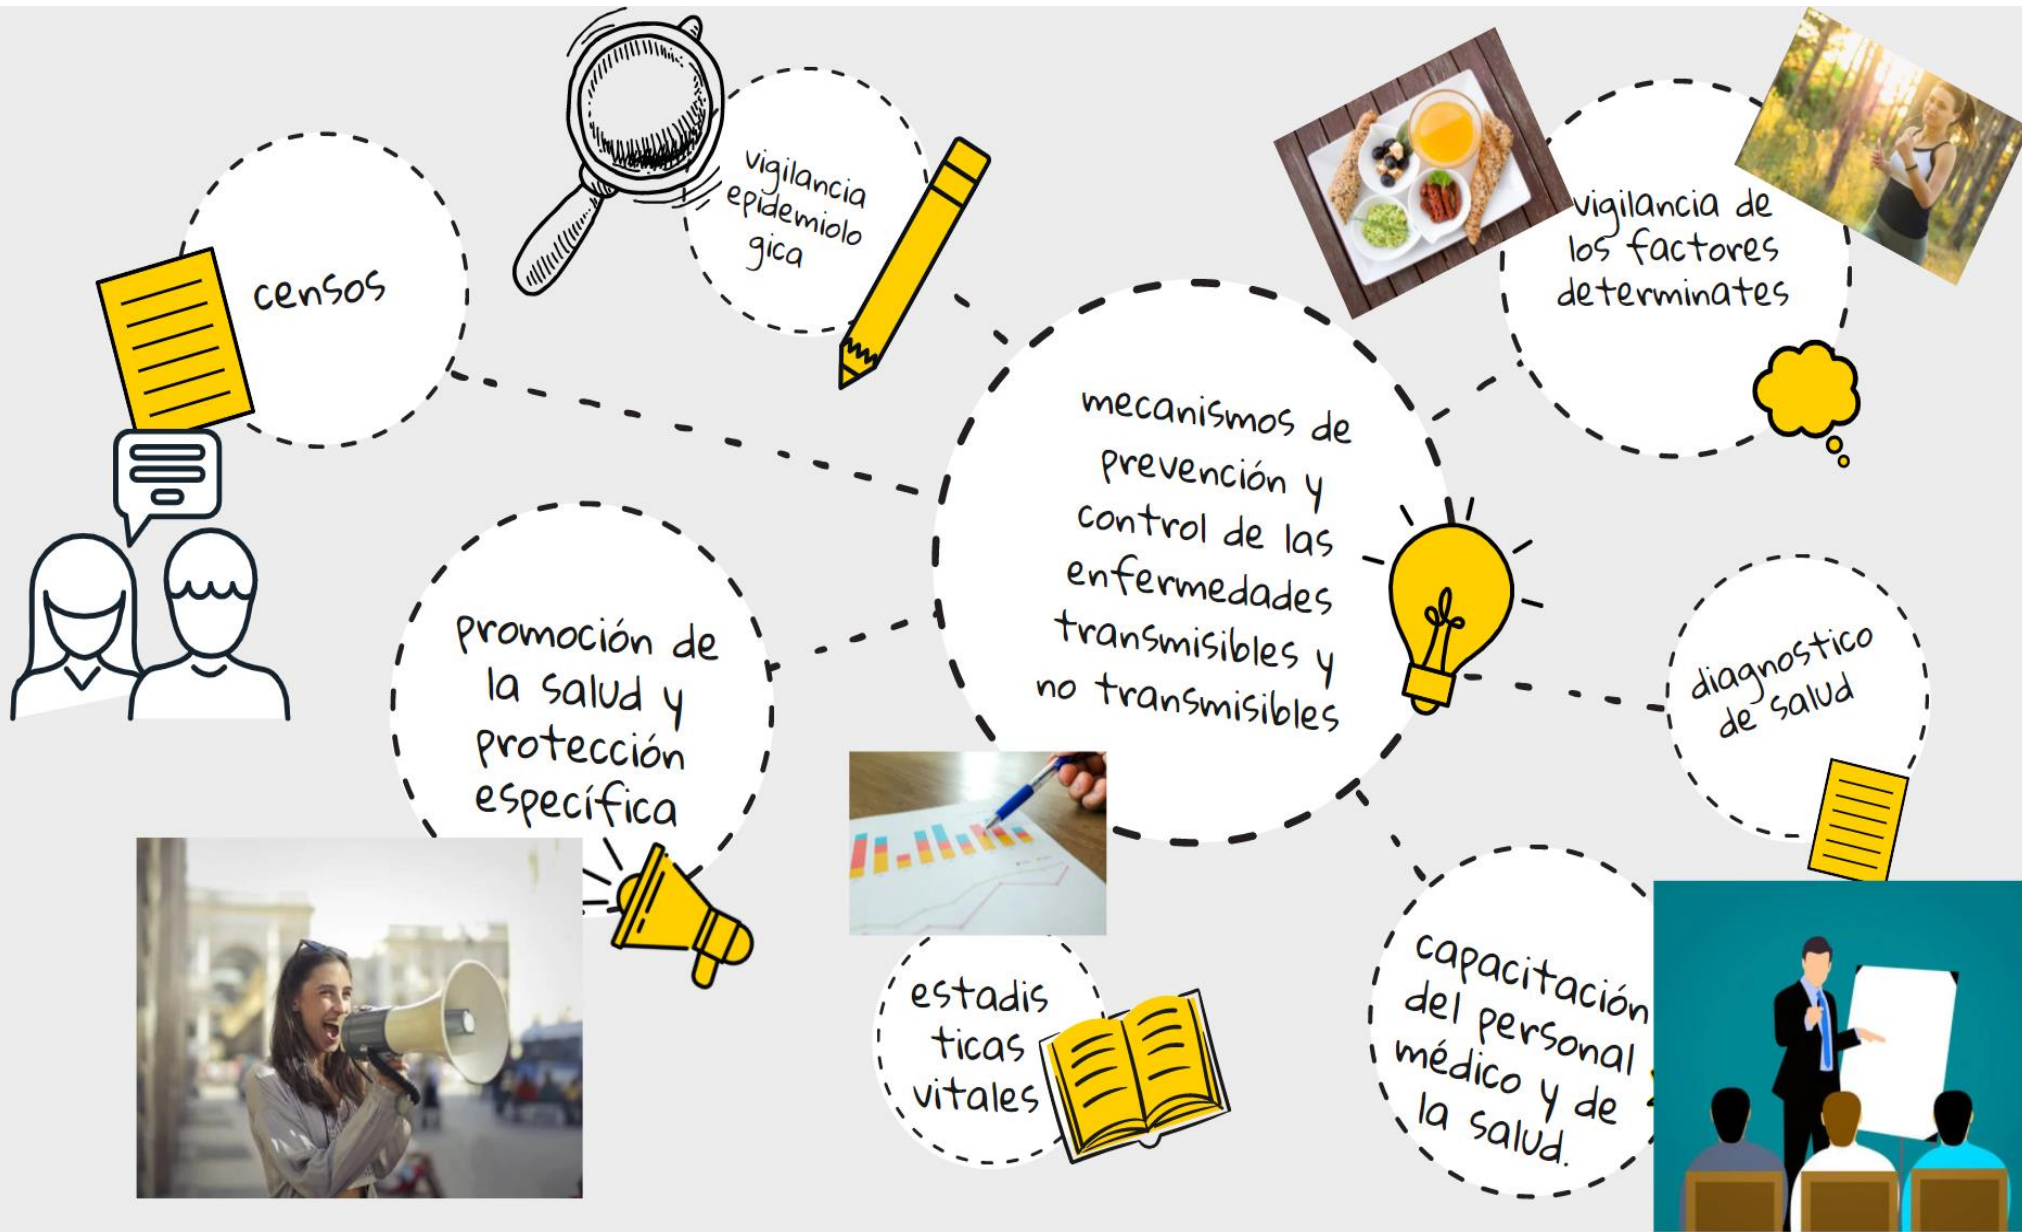 censos
vigilancia
epidemiolo
gica
vigilancia de
los factores
determinates
mecanismos de
prevención y
control de las
enfermedades
transmisibles y
no transmisibles
promoción de
la salud y
protección
específica
diagnostico
de salud
estadis
ticas
vitales
capacitación
del personal
médico y de
la salud.